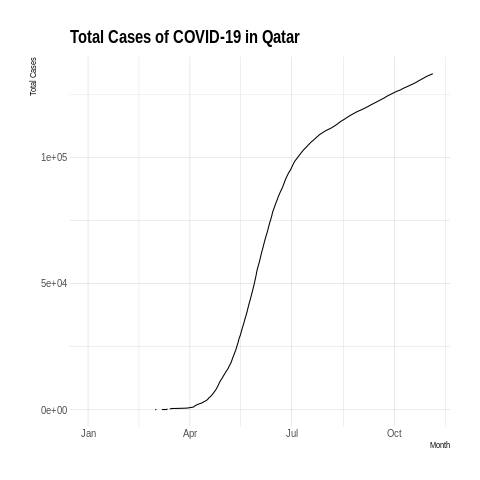 Total Cases of COVID-19 in Qatar
Total Cases
1e+05
5e+04
0e+00
Jan Apr Jul Oct
Month